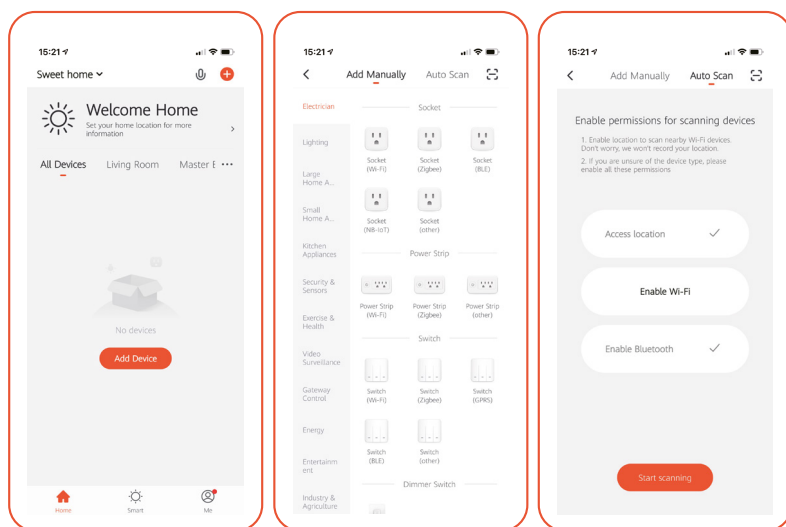 15:21
Sweet home
Welcome Home
Set your home location for more
information
All Devices Living Room Master E ...
No devices
Add Device
Home Smart Me
15:21
Add Manually Auto Scan
Electrician
Lighting
Large
Home A...
Small
Home A...
Kitchen
Appliances
Security &
Sensors
Exercise &
Health
Video
Surveillance
Gateway
Control
Energy
Entertainm
ent
Industry &
Agriculture
Socket
Socket Socket Socket
(Wi-Fi) (Zigbee) (BLE)
Socket Socket
(NB-IoT) (other)
Power Strip
Power Strip Power Strip Power Strip
(Wi-Fi) (Zigbee) (other)
Switch
Switch Switch Switch
(Wi-Fi) (Zigbee) (GPRS)
Switch Switch
(BLE) (other)
Dimmer Switch
15:21
Add Manually Auto Scan
Enable permissions for scanning devices
1. Enable location to scan nearby Wi-Fi devices.
Don't worry, we won't record your location.
2. If you are unsure of the device type, please
enable all these permissions
Access location
Enable Wi-Fi
Enable Bluetooth
Start scanning